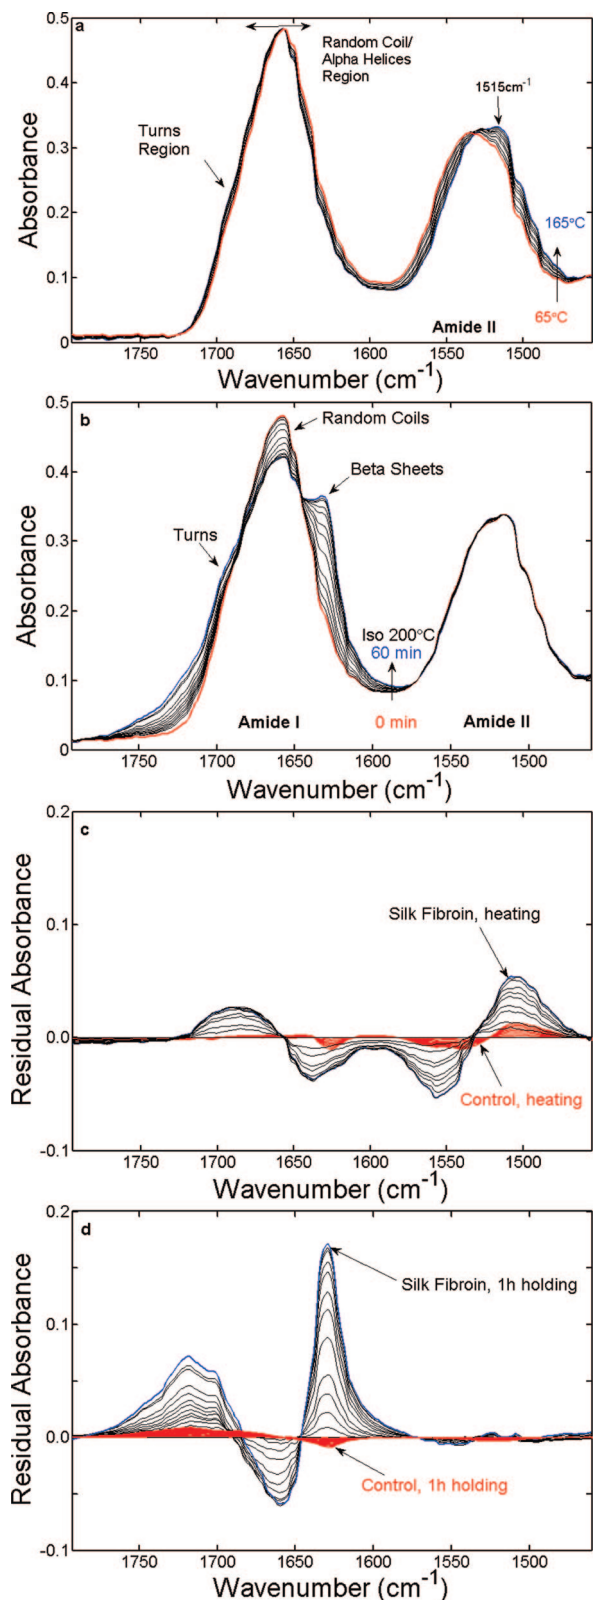 a
0.5
Random Coil/
Alpha Helices
Region
1515cm-1
0.4
Turns
Region
0.3
Absorbance
0.2
165°C
0.1
65°C
Amide II
0
1750 1700 1650 1600 1550 1500
Wavenumber (cm-1)
b
0.5
Random Coils
0.4
Beta Sheets
Turns
0.3
Absorbance
0.2
Iso 200°C
60 min
0.1
Amide I
0 min
Amide II
0
1750 1700 1650 1600 1550 1500
Wavenumber (cm-1)
0.2
c
0.1
Silk Fibroin, heating
Residual Absorbance
0.0
Control, heating
-0.1
1750 1700 1650 1600 1550 1500
Wavenumber (cm-1)
0.2
d
Silk Fibroin, 1h holding
0.1
Residual Absorbance
0.0
Control, 1h holding
-0.1
1750 1700 1650 1600 1550 1500
Wavenumber (cm-1)